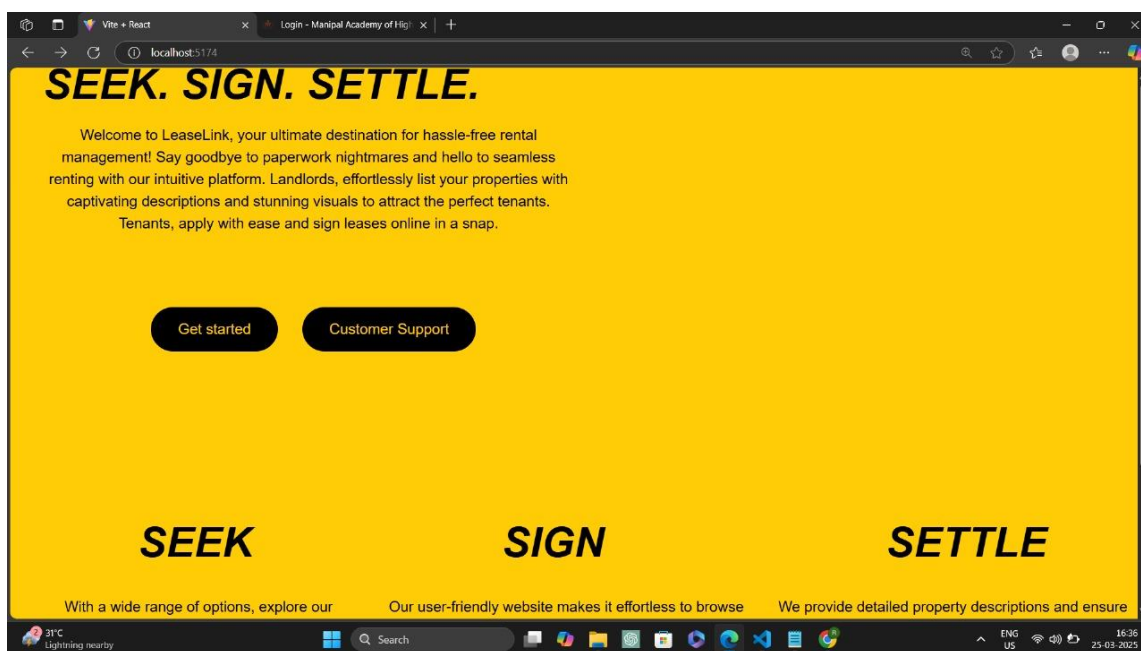 Vite + React
Login - Manipal Academy of High
localhost:5174
SEEK. SIGN. SETTLE.
Welcome to LeaseLink, your ultimate destination for hassle-free rental
management! Say goodbye to paperwork nightmares and hello to seamless
renting with our intuitive platform. Landlords, effortlessly list your properties with
captivating descriptions and stunning visuals to attract the perfect tenants.
Tenants, apply with ease and sign leases online in a snap.
Get started
Customer Support
SEEK
SIGN
SETTLE
With a wide range of options, explore our
Our user-friendly website makes it effortless to browse
We provide detailed property descriptions and ensure
2
31°C
Lightning nearby
Search
ENG
US
16:36
25-03-2025